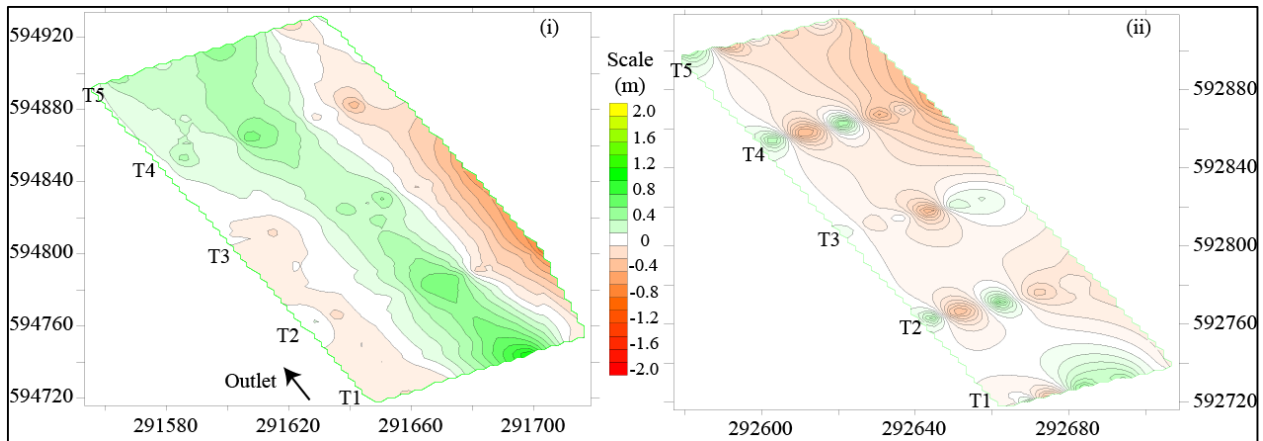 (i)
594920
594880
594840
594800
594760
594720
T5
T4
T3
T2
T1
Outlet
291580
291620
291660
291700
Scale
(m)
2.0
1.6
1.2
0.8
0.4
0
-0.4
-0.8
-1.2
-1.6
-2.0
(ii)
T5
T4
T3
T2
T1
592880
592840
592800
592760
592720
292600
292640
292680